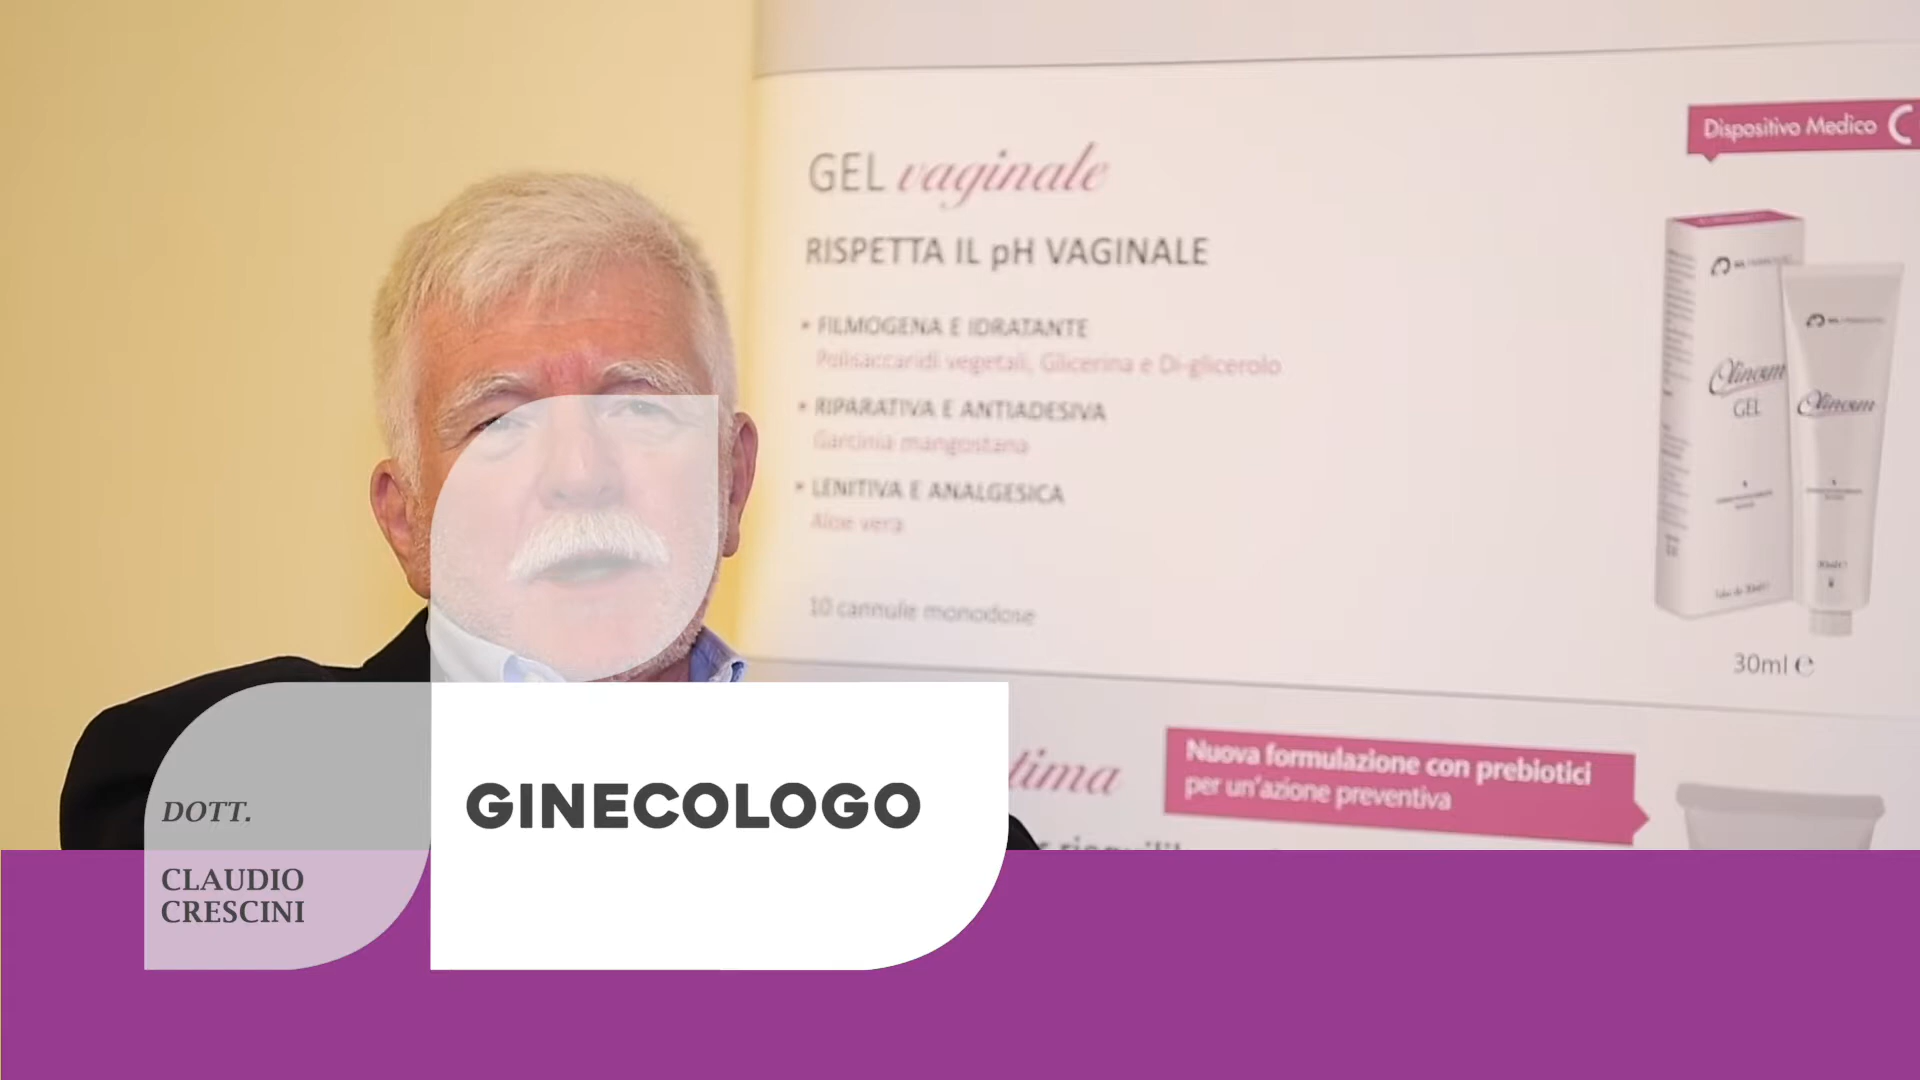 Dispositivo Medico
GEL vaginale
RISPETTA IL pH VAGINALE
• FILMOGENA E IDRATANTE
Polisaccaridi vegetali, Glicerina e Di-glicerolo
• RIPARATIVA E ANTIADESIVA
Garcinia mangostana
• LENITIVA E ANALGESICA
Aloe vera
10 cannule monodose
GEL
30ml ℮
tima
Nuova formulazione con prebiotici
per un'azione preventiva
DOTT.
CLAUDIO
CRESCINI
GINECOLOGO